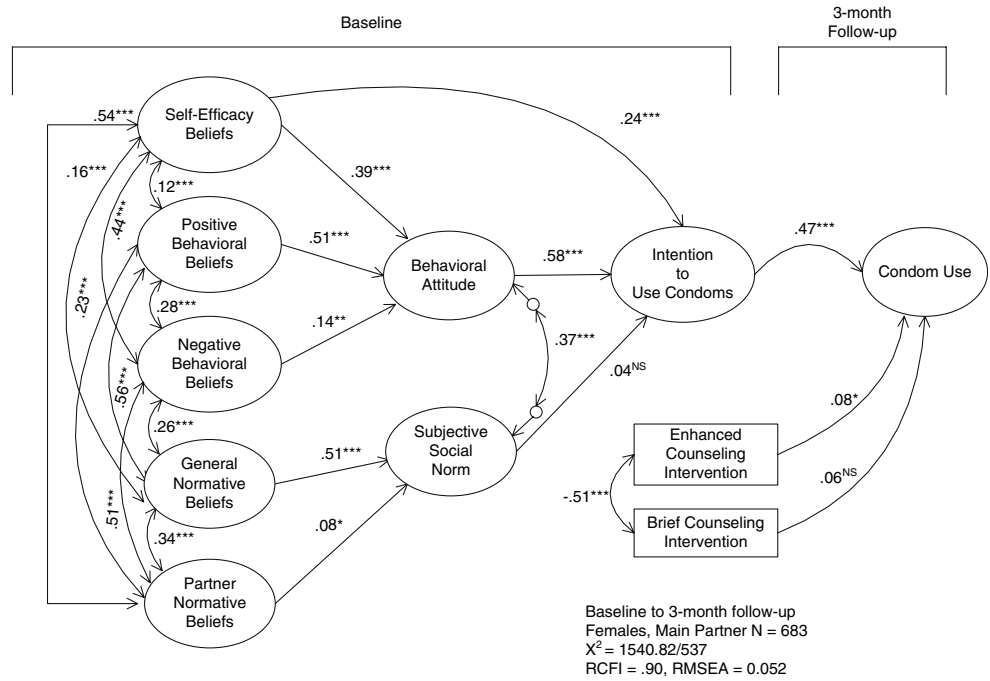 Baseline
3-month
Follow-up
.54***
Self-Efficacy
Beliefs
.24***
.16***
.12***
.39***
.44***
Positive
Behavioral
Beliefs
.51***
Behavioral
Attitude
.58***
Intention
to
Use Condoms
.47***
Condom Use
.23***
.28***
.14**
.37***
Negative
Behavioral
Beliefs
.56***
.04NS
.26***
.08*
General
Normative
Beliefs
.51***
Subjective
Social
Norm
Enhanced
Counseling
Intervention
.06NS
.51***
-.51***
.08*
.34***
Brief Counseling
Intervention
Partner
Normative
Beliefs
Baseline to 3-month follow-up
Females, Main Partner N = 683
X2 = 1540.82/537
RCFI = .90, RMSEA = 0.052